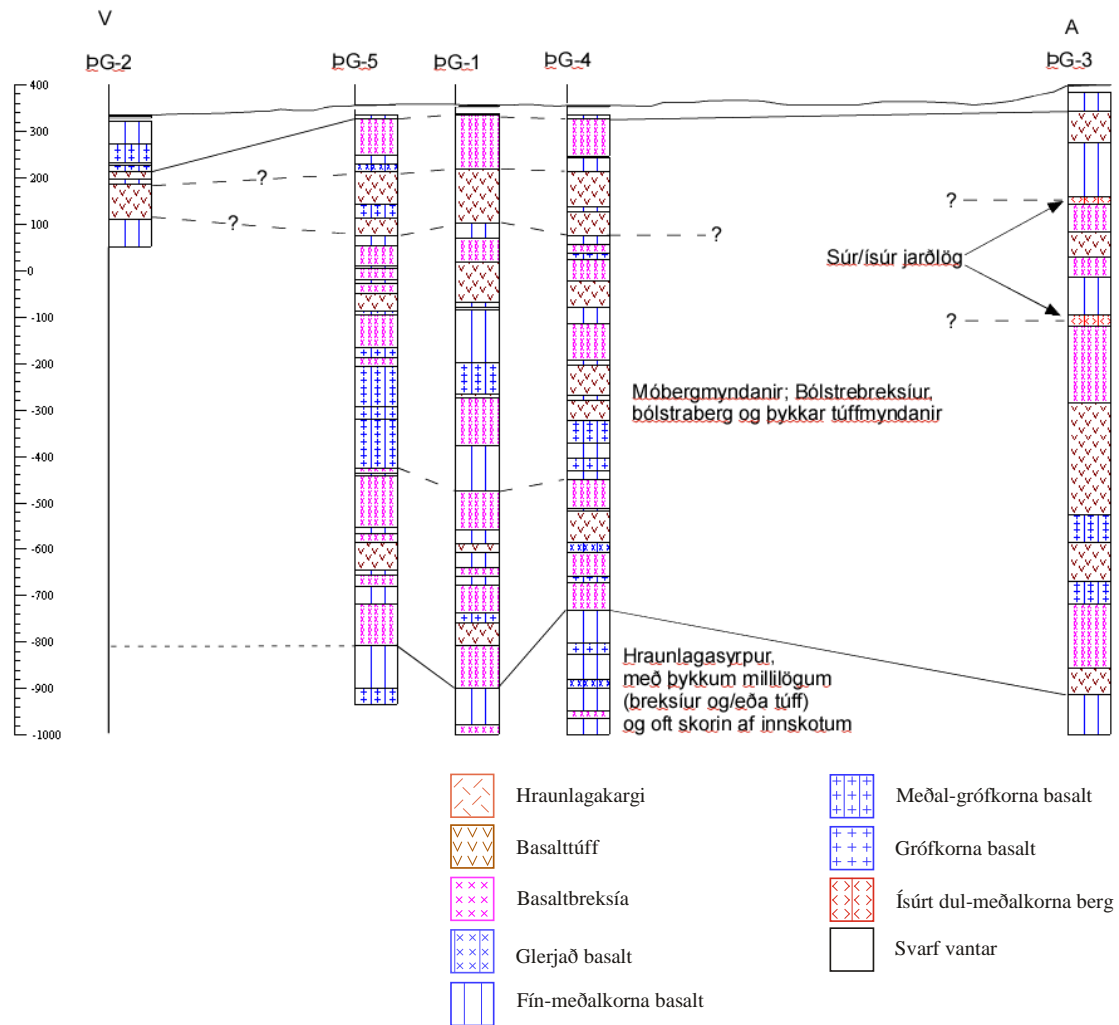 V
A
ÞG-2
ÞG-5
ÞG-1
ÞG-4
ÞG-3
400
300
200
100
0
-100
-200
-300
-400
-500
-600
-700
-800
-900
-1000
?
?
?
?
?
Súr/ísúr jarðlög
Móbergmyndanir; Bólstrebreksíur,
bólstraberg og þykkar túffmyndanir
Hraunlagasyrpur,
með þykkum millilögum
(breksíur og/eða túff)
og oft skorin af innskotum
Hraunlagakargi
Basalttúff
Basaltbreksía
Glerjað basalt
Fín-meðalkorna basalt
Meðal-grófkorna basalt
Grófkorna basalt
Ísúrt dul-meðalkorna berg
Svarf vantar